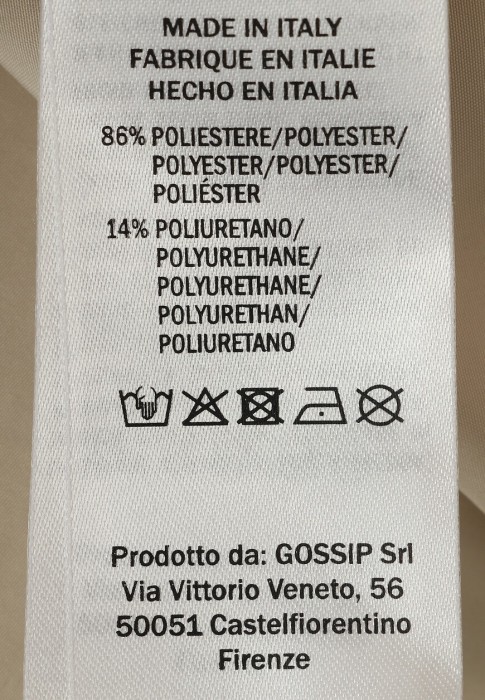 MADE IN ITALY
FABRIQUE EN ITALIE
HECHO EN ITALIA
86% POLIESTERE/POLYESTER/
POLYESTER/POLYESTER/
POLIÉSTER
14% POLIURETANO/
POLYURETHANE/
POLYURETHANE/
POLYURETHAN/
POLIURETANO
Prodotto da: GOSSIP Srl
Via Vittorio Veneto, 56
50051 Castelfiorentino
Firenze